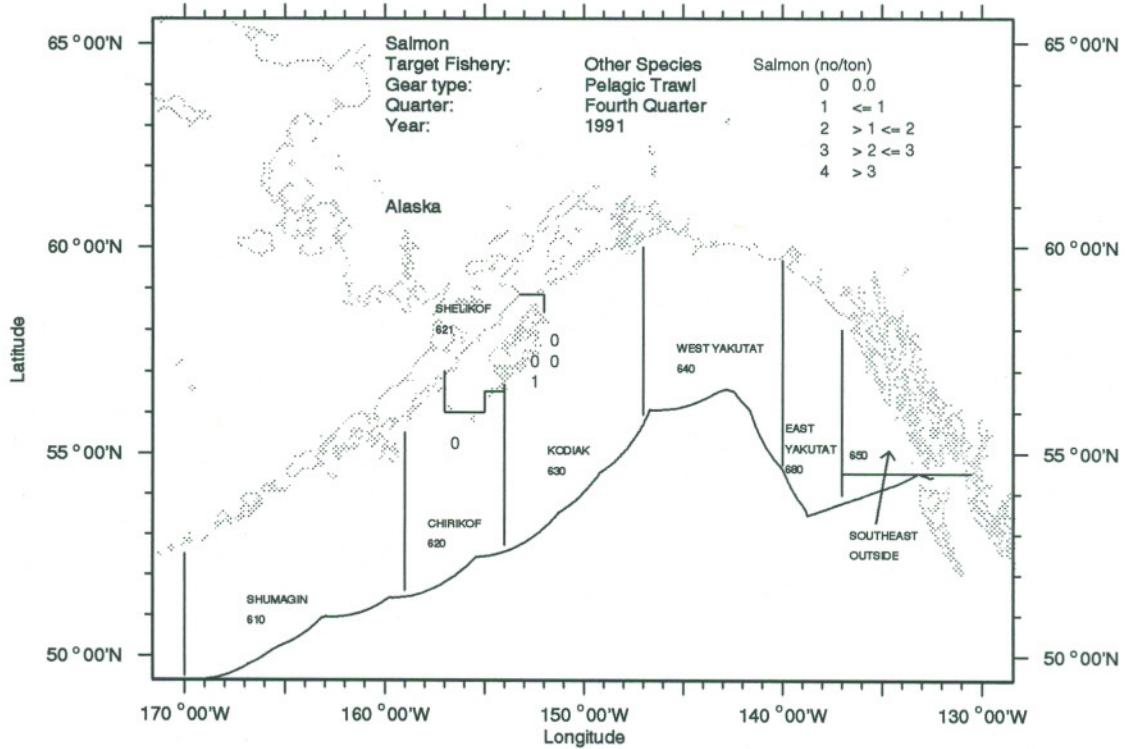 65 °00'N
65 °00'N
Salmon
Target Fishery: Other Species
Gear type: Pelagic Trawl
Quarter: Fourth Quarter
Year: 1991
Salmon (no/ton)
0 0.0
1 <= 1
2 > 1 <= 2
3 > 2 <= 3
4 > 3
Alaska
60 °00'N
60 °00'N
SHELIKOF
621
0
0 0
1
WEST YAKUTAT
640
Latitude
55 °00'N
55 °00'N
0
KODIAK
630
EAST
YAKUTAT
680
650
CHIRIKOF
620
SOUTHEAST
OUTSIDE
SHUMAGIN
610
50 °00'N
50 °00'N
170 °00'W 160 °00'W 150 °00'W 140 °00'W 130 °00'W
Longitude